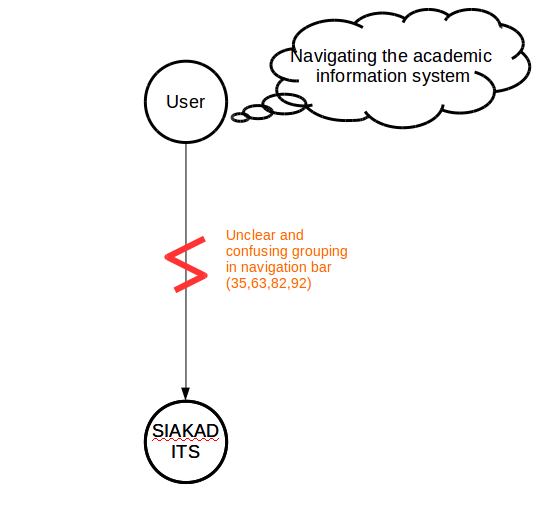 Navigating the academic
information system
User
Unclear and
confusing grouping
in navigation bar
(35,63,82,92)
SIAKAD
ITS